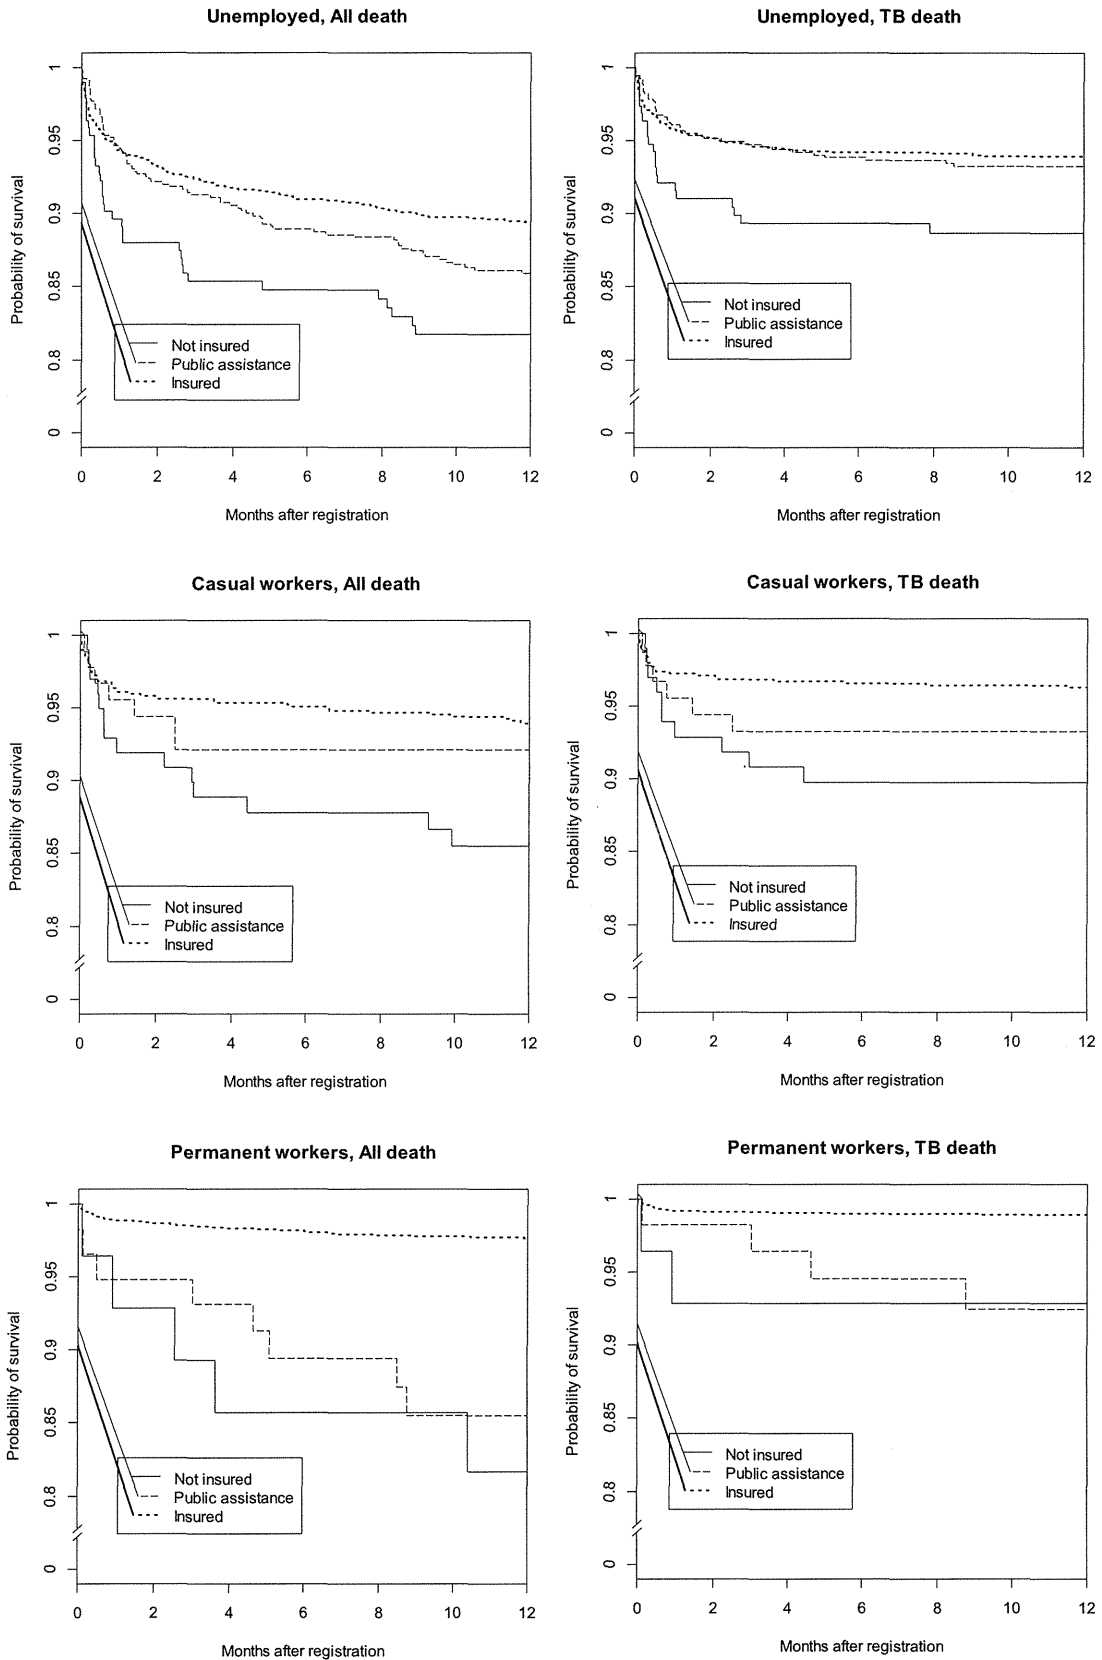 Unemployed, All death
Probability of survival
1
0.95
0.9
0.85
0.8
0
Not insured
Public assistance
Insured
0 2 4 6 8 10 12
Months after registration
Unemployed, TB death
Probability of survival
1
0.95
0.9
0.85
0.8
0
Not insured
Public assistance
Insured
0 2 4 6 8 10 12
Months after registration
Casual workers, All death
Probability of survival
1
0.95
0.9
0.85
0.8
0
Not insured
Public assistance
Insured
0 2 4 6 8 10 12
Months after registration
Casual workers, TB death
Probability of survival
1
0.95
0.9
0.85
0.8
0
Not insured
Public assistance
Insured
0 2 4 6 8 10 12
Months after registration
Permanent workers, All death
Probability of survival
1
0.95
0.9
0.85
0.8
0
Not insured
Public assistance
Insured
0 2 4 6 8 10 12
Months after registration
Permanent workers, TB death
Probability of survival
1
0.95
0.9
0.85
0.8
0
Not insured
Public assistance
Insured
0 2 4 6 8 10 12
Months after registration